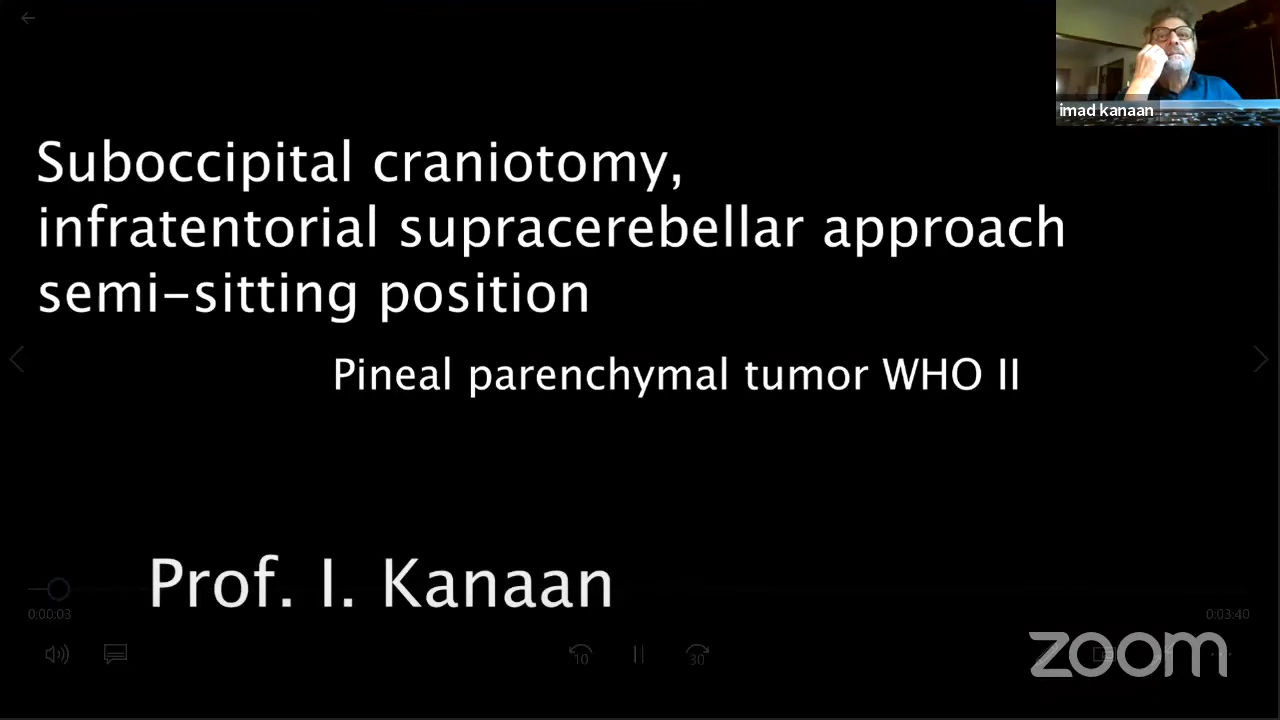 imad kanaan
Suboccipital craniotomy,
infratentorial supracerebellar approach
semi-sitting position
Pineal parenchymal tumor WHO II
Prof. I. Kanaan
0:00:03
0:03:40
10
30
zoom